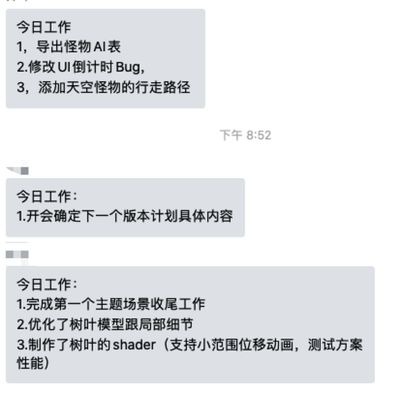 今日工作
1，导出怪物AI表
2.修改UI倒计时Bug，
3，添加天空怪物的行走路径
下午 8:52
今日工作：
1.开会确定下一个版本计划具体内容
今日工作：
1.完成第一个主题场景收尾工作
2.优化了树叶模型跟局部细节
3.制作了树叶的shader（支持小范围位移动画，测试方案
性能）